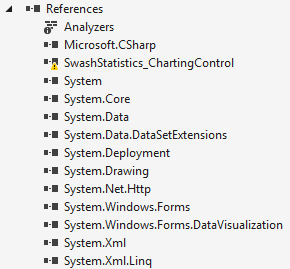 References
Analyzers
Microsoft.CSharp
SwashStatistics_ChartingControl
System
System.Core
System.Data
System.Data.DataSetExtensions
System.Deployment
System.Drawing
System.Net.Http
System.Windows.Forms
System.Windows.Forms.DataVisualization
System.Xml
System.Xml.Linq